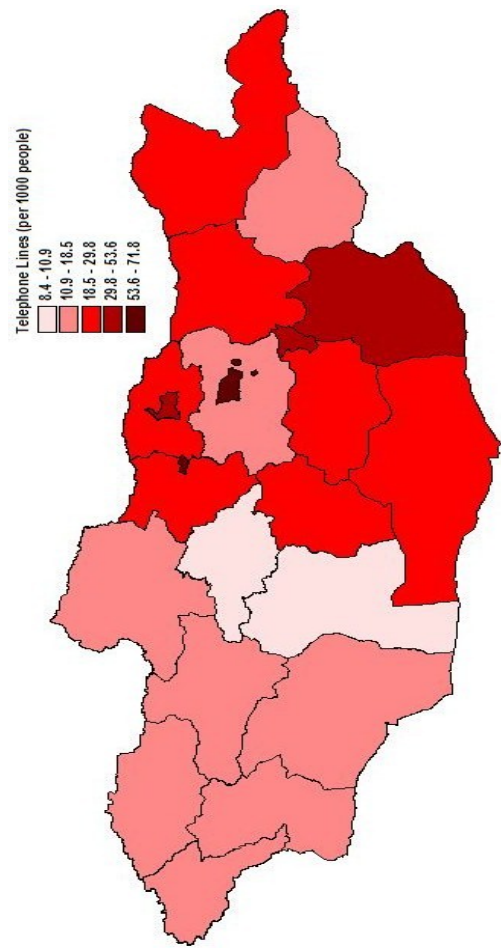 Telephone Lines (per 1000 people)
8.4 - 10.9
10.9 - 18.5
18.5 - 29.8
29.8 - 53.6
53.6 - 71.8